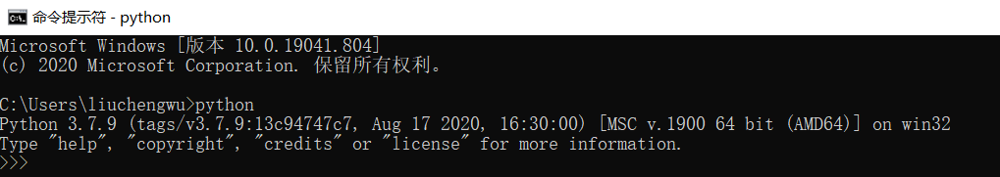 命令提示符 - python
Microsoft Windows [版本 10.0.19041.804]
(c) 2020 Microsoft Corporation. 保留所有权利。
C:\Users\liuchengwu>python
Python 3.7.9 (tags/v3.7.9:13c94747c7, Aug 17 2020, 16:30:00) [MSC v.1900 64 bit (AMD64)] on win32
Type "help", "copyright", "credits" or "license" for more information.
>>>